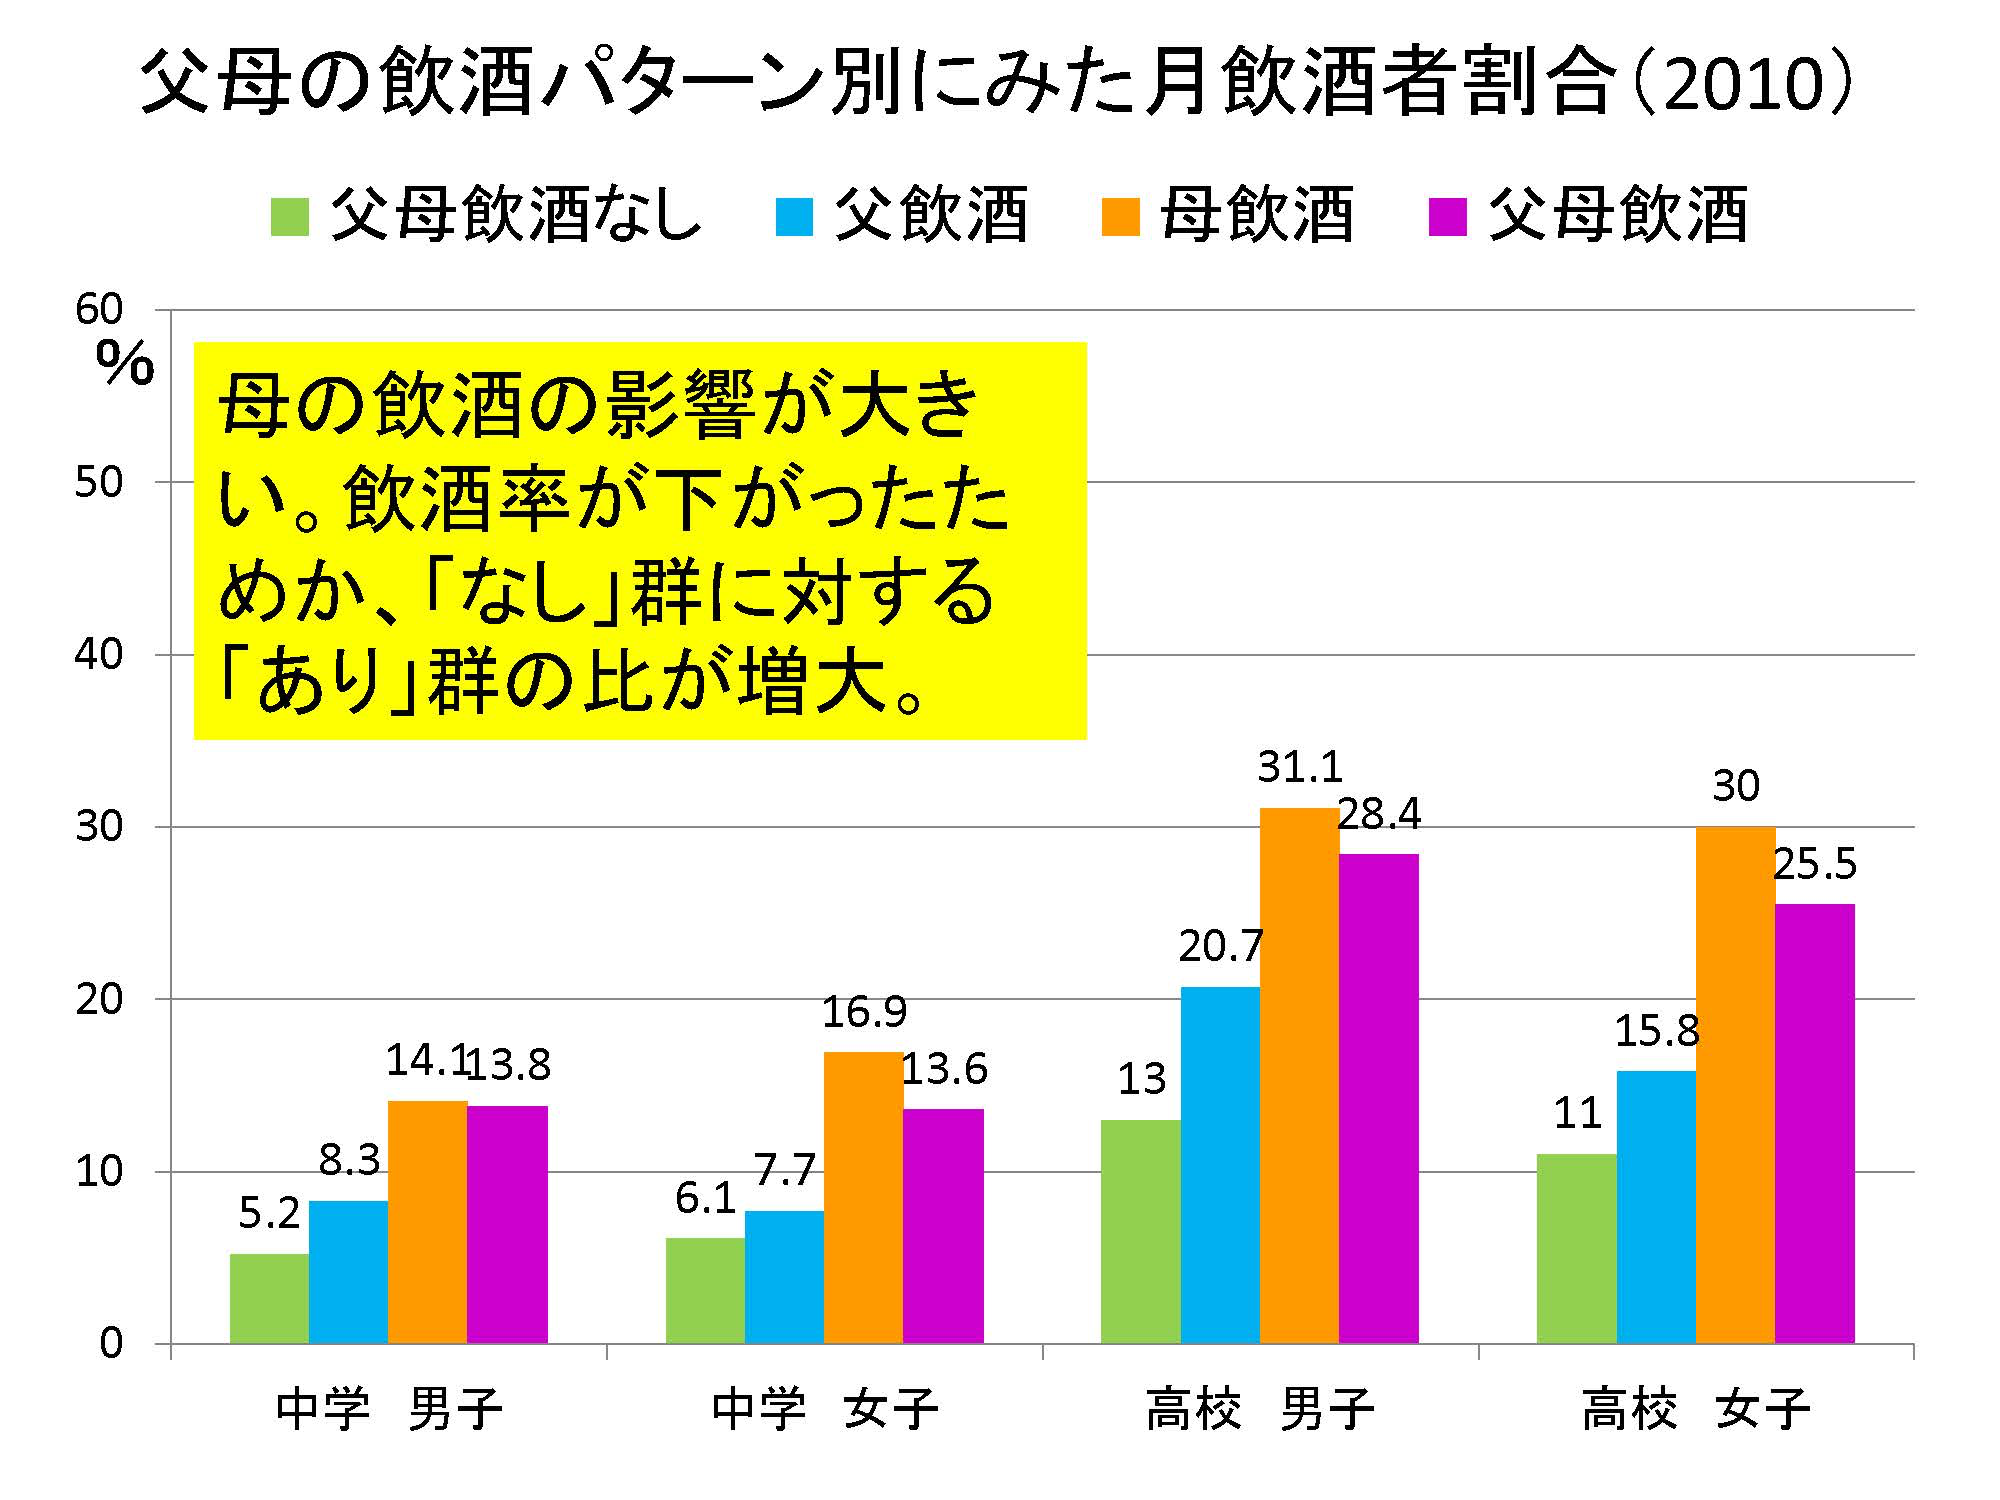 父母の飲酒パターン別にみた月飲酒者割合（2010）
父母飲酒なし 父飲酒 母飲酒 父母飲酒
60
%
50
40
30
20
10
0
母の飲酒の影響が大き
い。飲酒率が下がったた
めか、「なし」群に対する
「あり」群の比が増大。
5.2 8.3 14.1 13.8
6.1 7.7 16.9 13.6
13 20.7 31.1 28.4
11 15.8 30 25.5
中学　男子 中学　女子 高校　男子 高校　女子